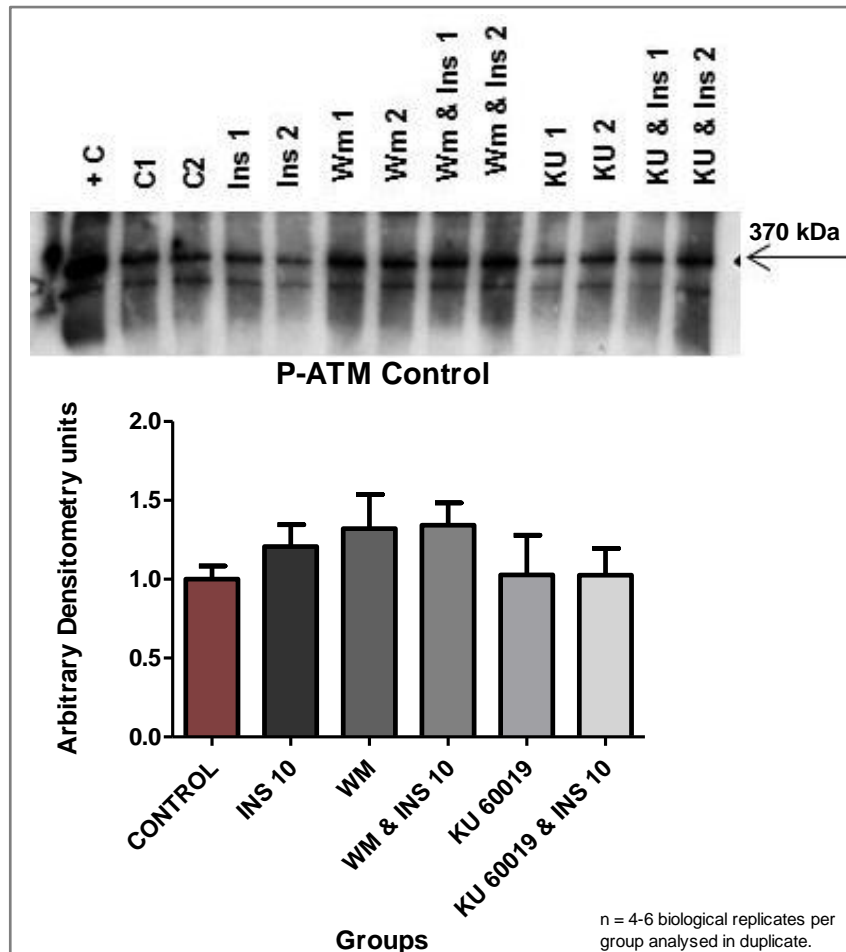 + C
C1
C2
Ins 1
Ins 2
Wm 1
Wm 2
Wm & Ins 1
Wm & Ins 2
KU 1
KU 2
KU & Ins 1
KU & Ins 2
370 kDa
P-ATM Control
Arbitrary Densitometry units
2.0
1.5
1.0
0.5
0.0
CONTROL
INS 10
WM
WM & INS 10
KU 60019
KU 60019 & INS 10
Groups
n = 4-6 biological replicates per
group analysed in duplicate.